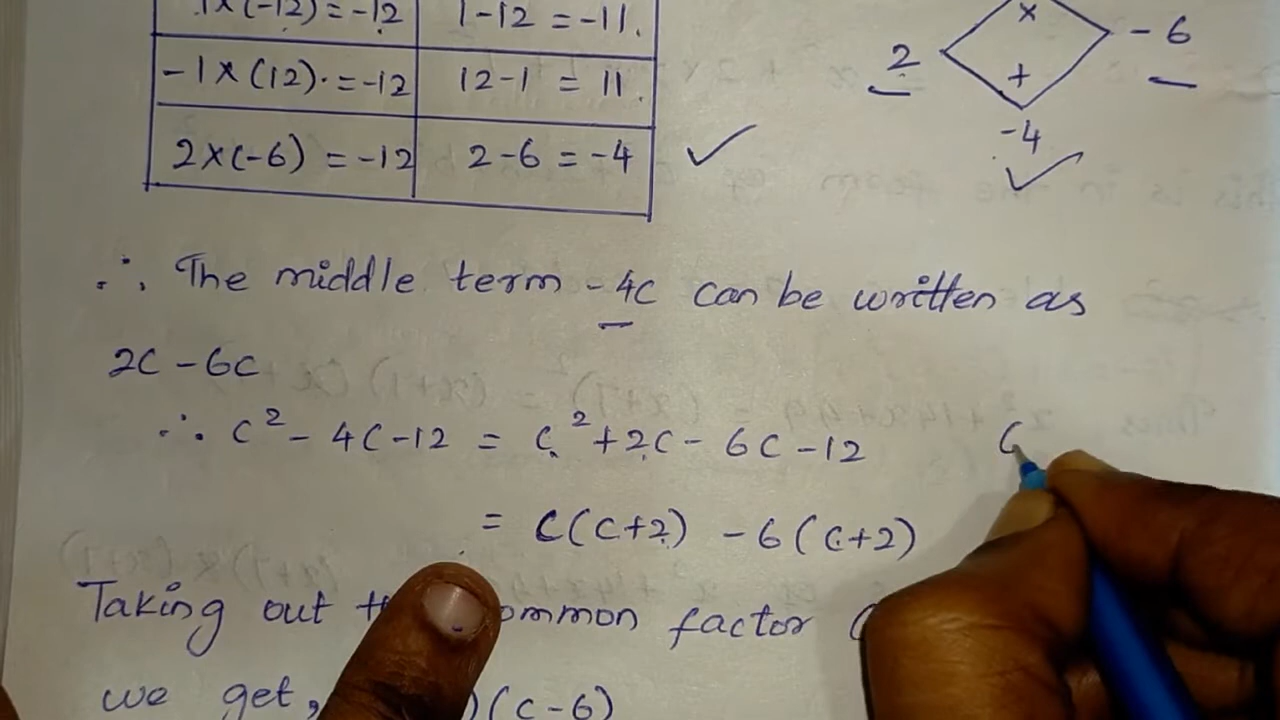 1×(-12) = -12 1-12 = -11.
× - 6
-1×(12). = -12 12-1 = 11.
2 +
2×(-6) = -12 2-6 = -4 ✓
-4 ✓
∴ The middle term -4c can be written as
2c - 6c
∴ c² - 4c - 12 = c² + 2c - 6c - 12 C
= c(c+2) - 6(c+2)
Taking out common factor (
we get, )(c-6)